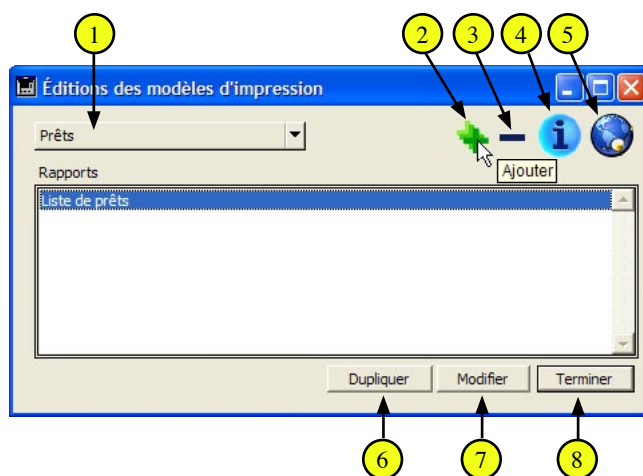 1 2 3 4 5
Éditions des modèles d'impression
Prêts
Ajouter
Rapports
Liste de prêts
Dupliquer Modifier Terminer
6 7 8